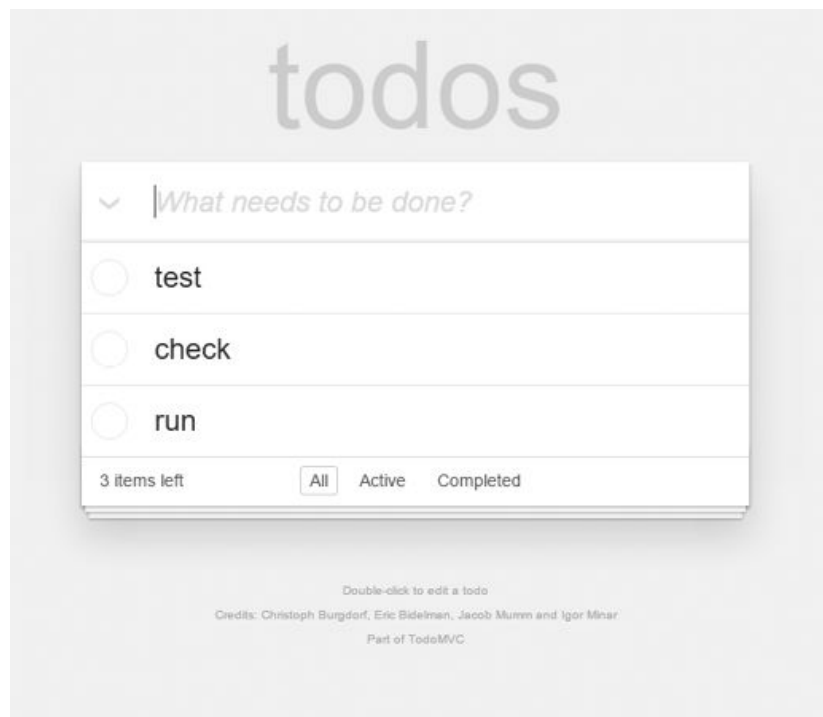 todos
What needs to be done?
test
check
run
3 items left All Active Completed
Double-click to edit a todo
Credits: Christoph Burgdorf, Eric Bidelman, Jacob Mumm and Igor Minar
Part of TodoMVC